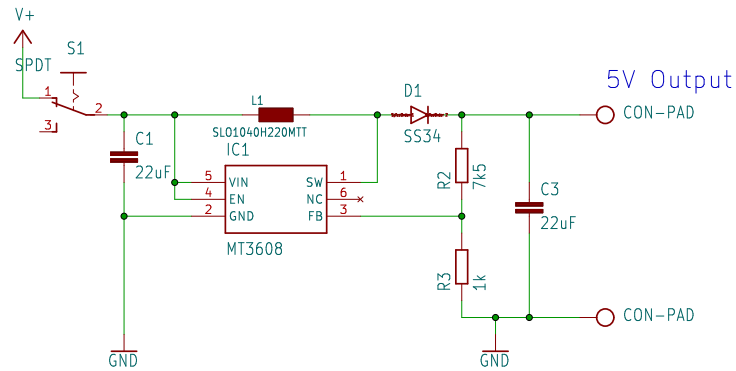 V+
S1
SPDT
1
2
3
C1
22uF
L1
SLO1040H220MTT
IC1
5 VIN SW 1
4 EN NC 6
2 GND FB 3
MT3608
D1
SS34
R2
7k5
R3
1k
C3
22uF
5V Output
CON-PAD
CON-PAD
GND
GND